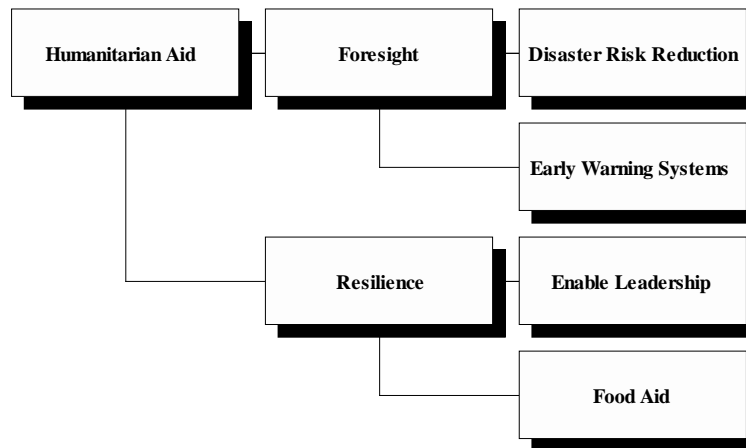 Humanitarian Aid
Foresight
Disaster Risk Reduction
Early Warning Systems
Resilience
Enable Leadership
Food Aid